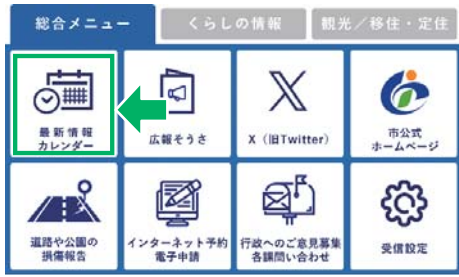 総合メニュー
くらしの情報
観光／移住・定住
最新情報
カレンダー
広報そうさ
X（旧Twitter）
市公式
ホームページ
道路や公園の
損傷報告
インターネット予約
電子申請
行政へのご意見募集
各課問い合わせ
受信設定